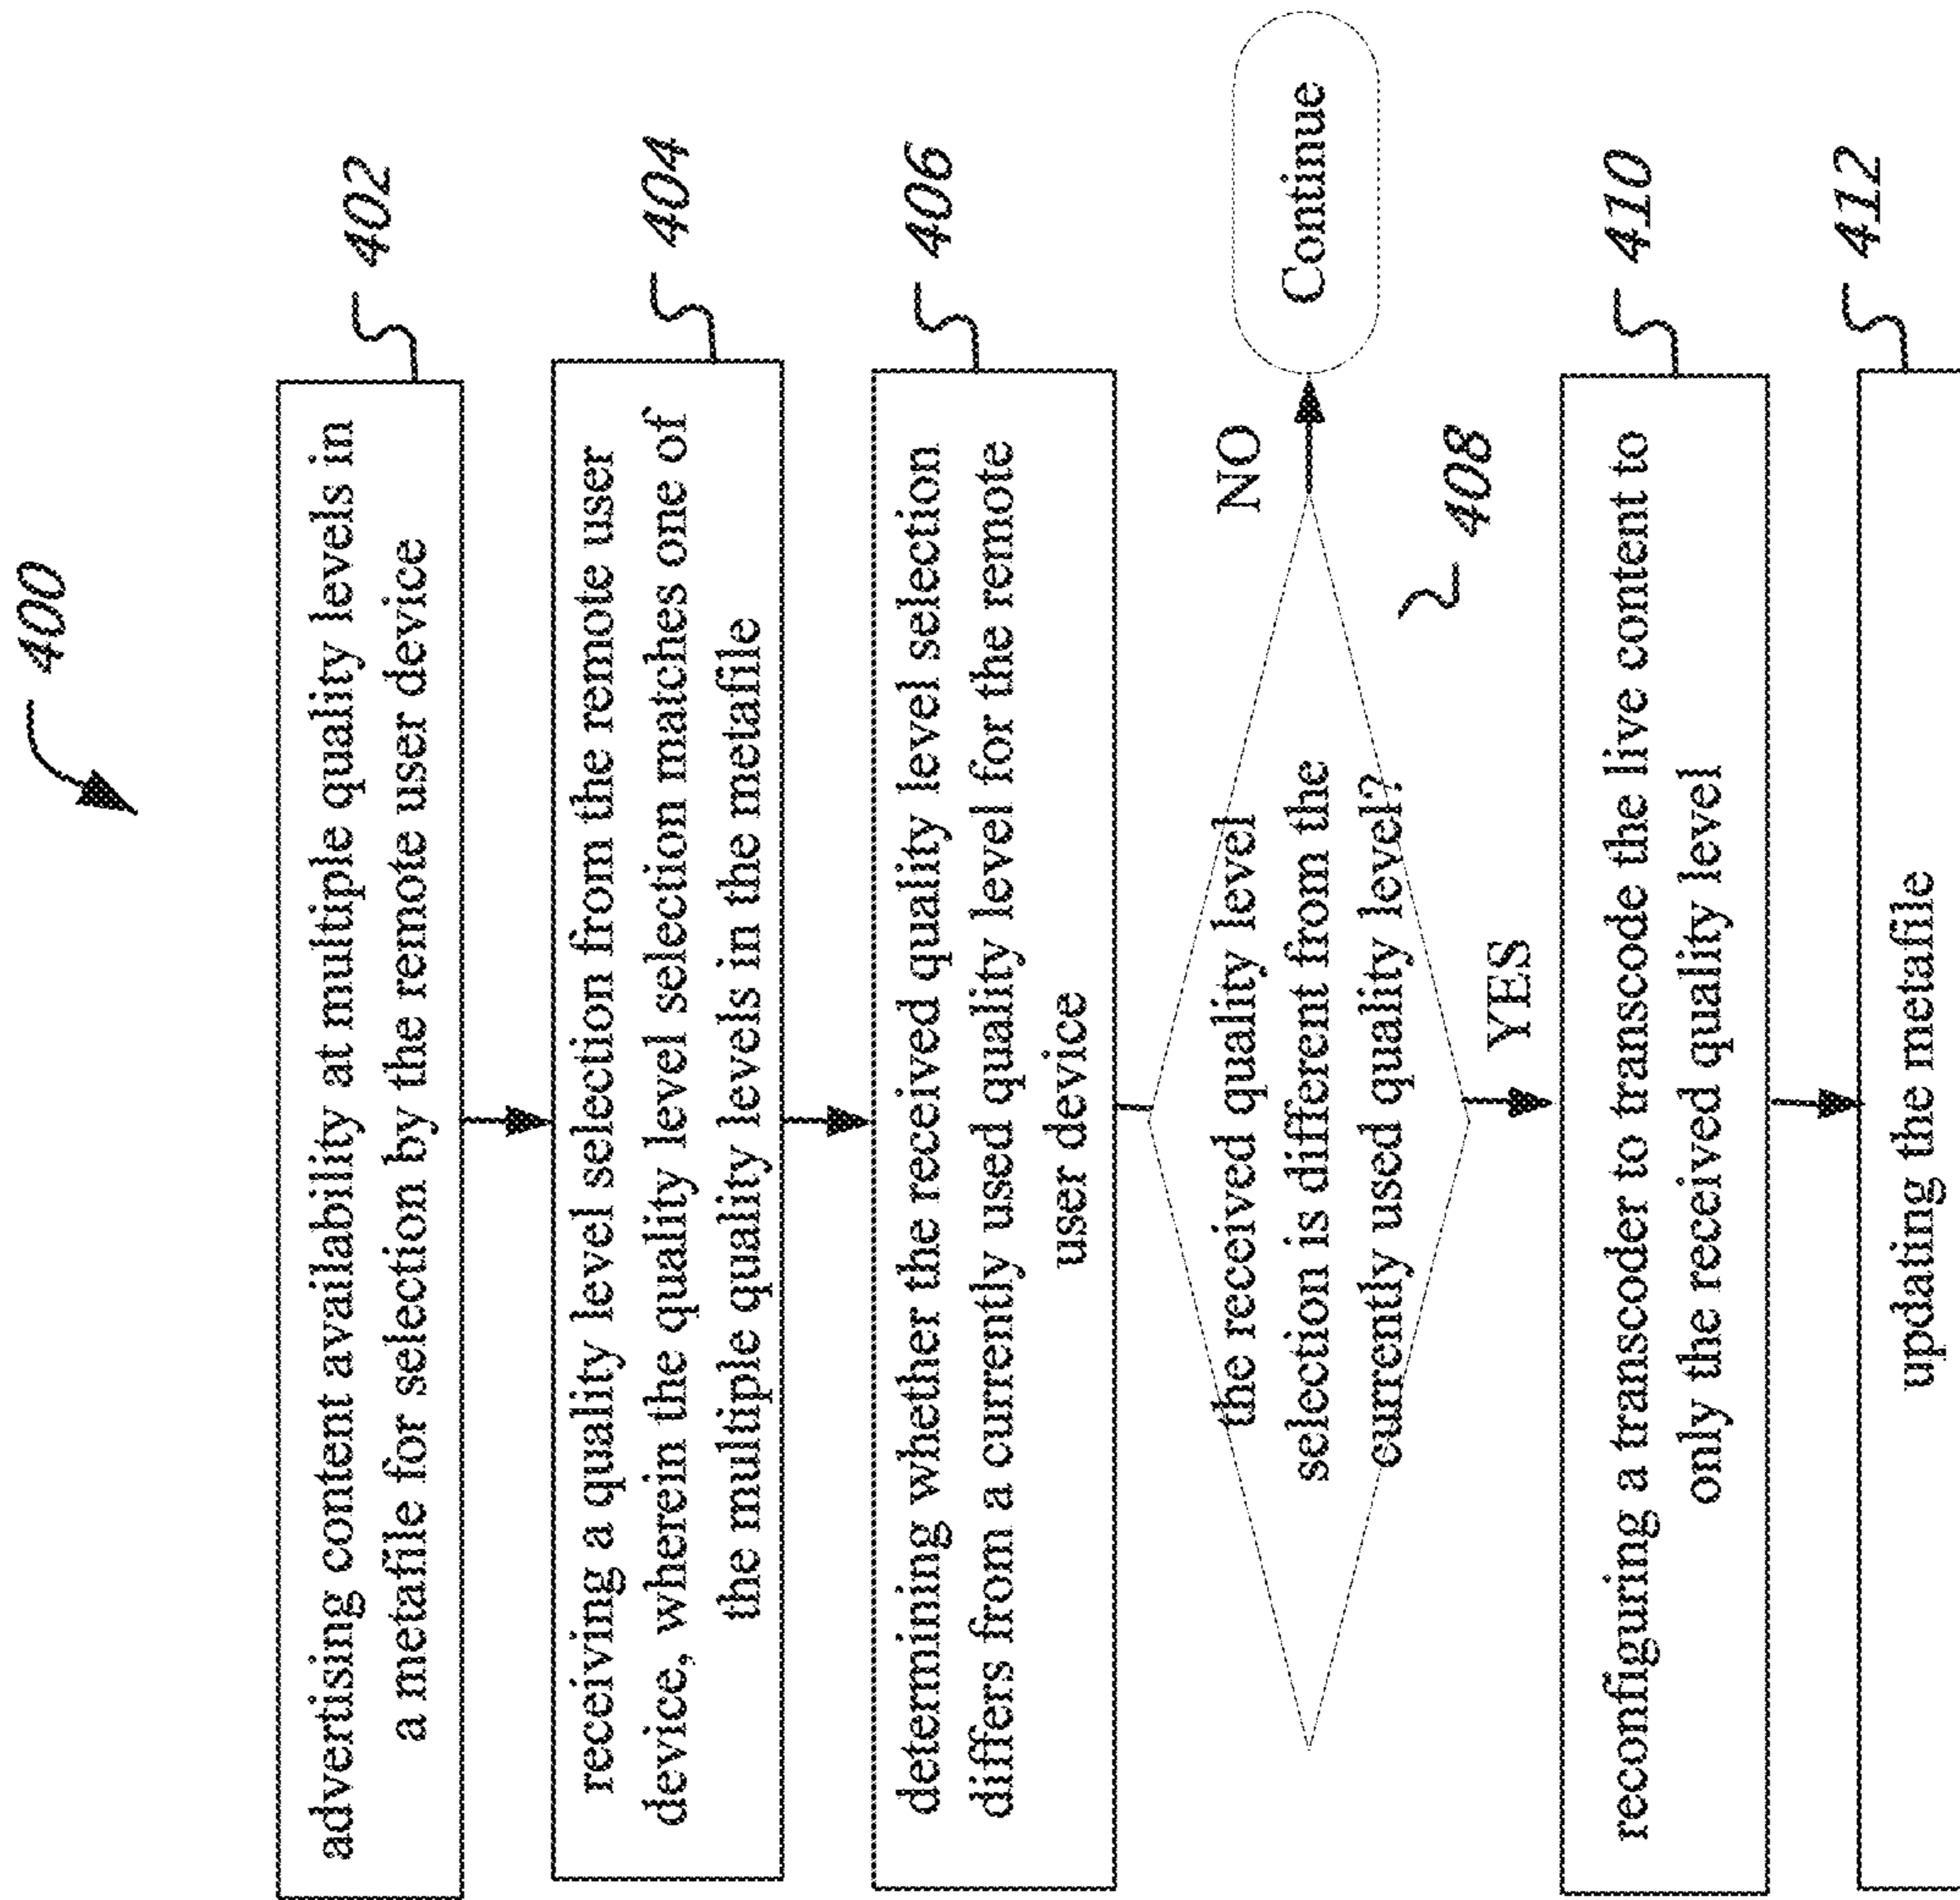 400
advertising content availability at multiple quality levels in
a metafile for selection by the remote user device
402
receiving a quality level selection from the remote user
device, wherein the quality level selection matches one of
the multiple quality levels in the metafile
404
determining whether the received quality level selection
differs from a currently used quality level for the remote
user device
406
the received quality level
selection is different from the
currently used quality level?
NO
Continue
408
YES
reconfiguring a transcoder to transcode the live content to
only the received quality level
410
updating the metafile
412